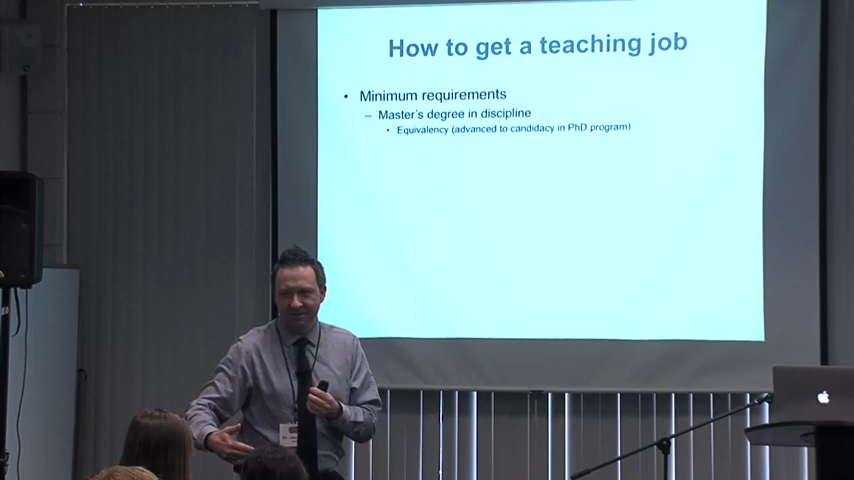 How to get a teaching job
• Minimum requirements
– Master's degree in discipline
• Equivalency (advanced to candidacy in PhD program)